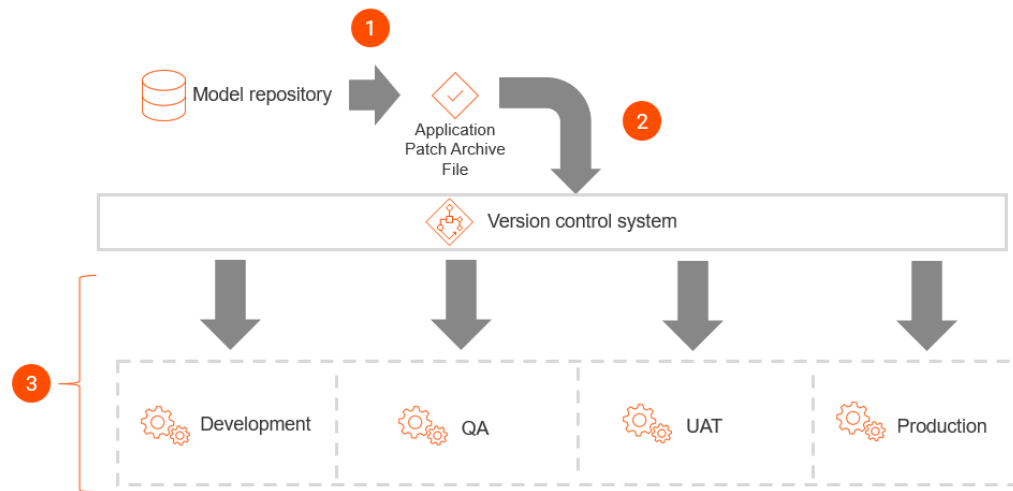 1
Model repository
Application
Patch Archive
File
2
Version control system
3
Development
QA
UAT
Production